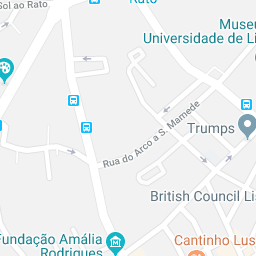 Sol ao Rato
Rato
Museu
Universidade de Li
Rua do Arco a S. Mamede
Trumps
British Council Lis
Fundação Amália
Rodrigues
Cantinho Lus